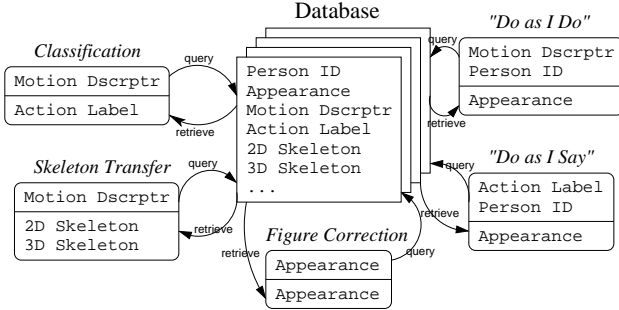 Database
Classification
query
Motion Dscrptr
Action Label
retrieve
Skeleton Transfer
query
Motion Dscrptr
2D Skeleton
3D Skeleton
retrieve
Person ID
Appearance
Motion Dscrptr
Action Label
2D Skeleton
3D Skeleton
...
retrieve
Figure Correction
query
Appearance
Appearance
"Do as I Do"
query
Motion Dscrptr
Person ID
Appearance
retrieve
"Do as I Say"
query
Action Label
Person ID
retrieve
Appearance